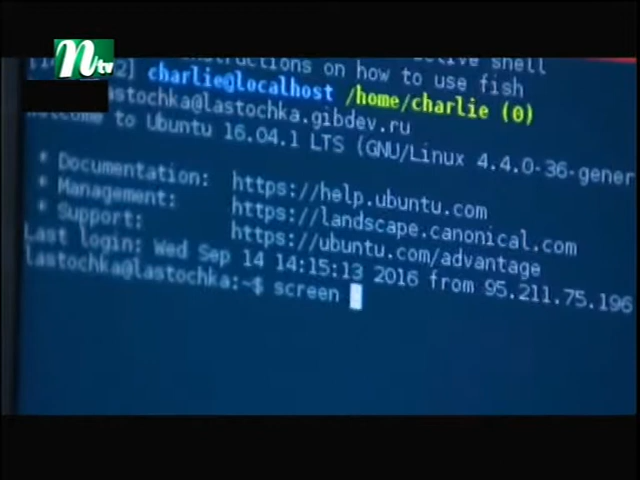 ntv
instructions on how to use fish
charlie@localhost /home/charlie (0)
lastochka@lastochka.gibdev.ru
Welcome to Ubuntu 16.04.1 LTS (GNU/Linux 4.4.0-36-gener
* Documentation: https://help.ubuntu.com
* Management: https://landscape.canonical.com
* Support: https://ubuntu.com/advantage
Last login: Wed Sep 14 14:15:13 2016 from 95.211.75.196
lastochka@lastochka:~$ screen